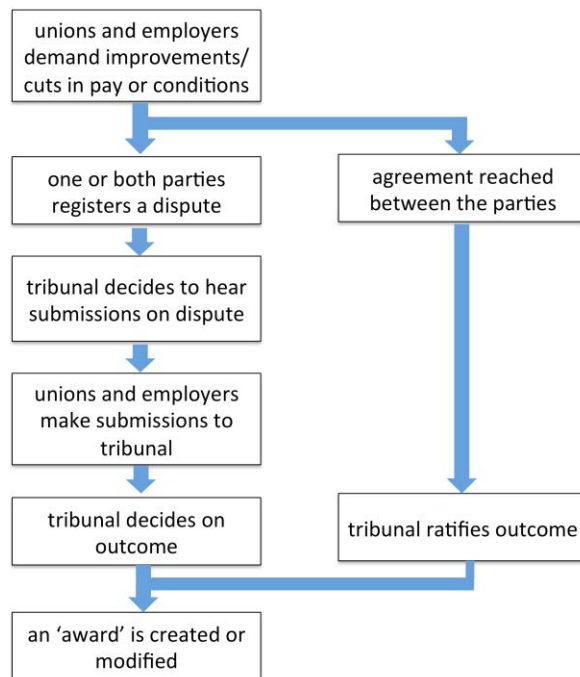 unions and employers
demand improvements/
cuts in pay or conditions
one or both parties
registers a dispute
agreement reached
between the parties
tribunal decides to hear
submissions on dispute
unions and employers
make submissions to
tribunal
tribunal decides on
outcome
tribunal ratifies outcome
an ‘award’ is created or
modified